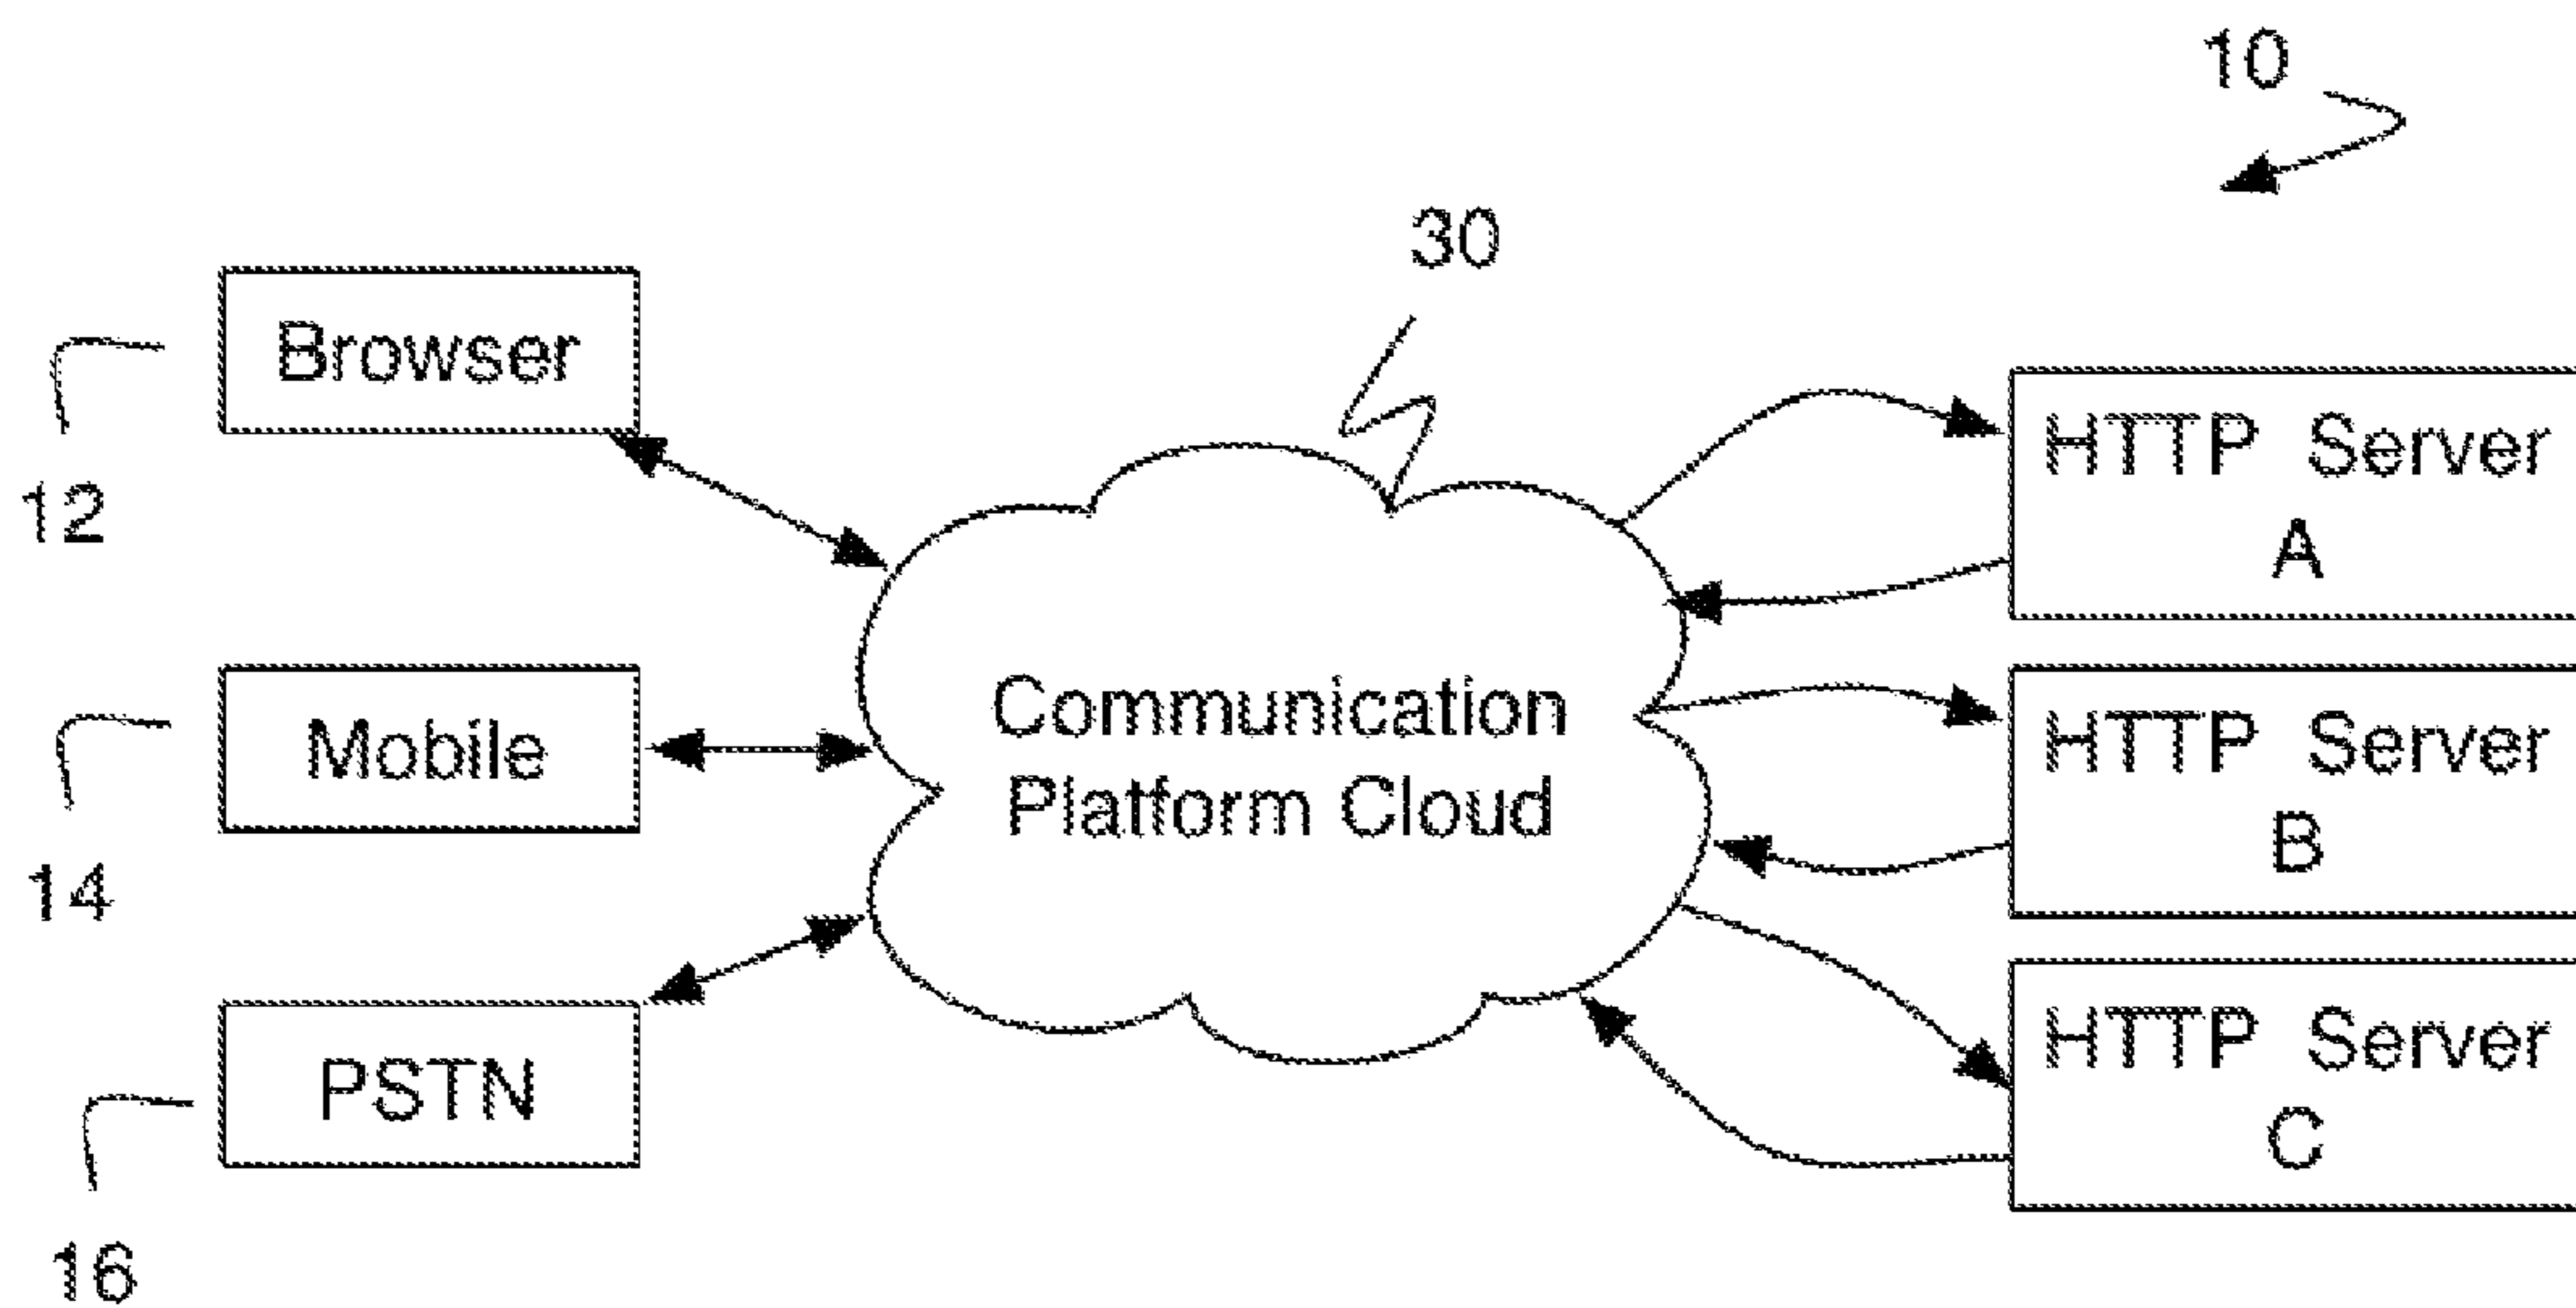 10
30
Browser
12
HTTP Server
A
Mobile
14
Communication
Platform Cloud
HTTP Server
B
PSTN
16
HTTP Server
C